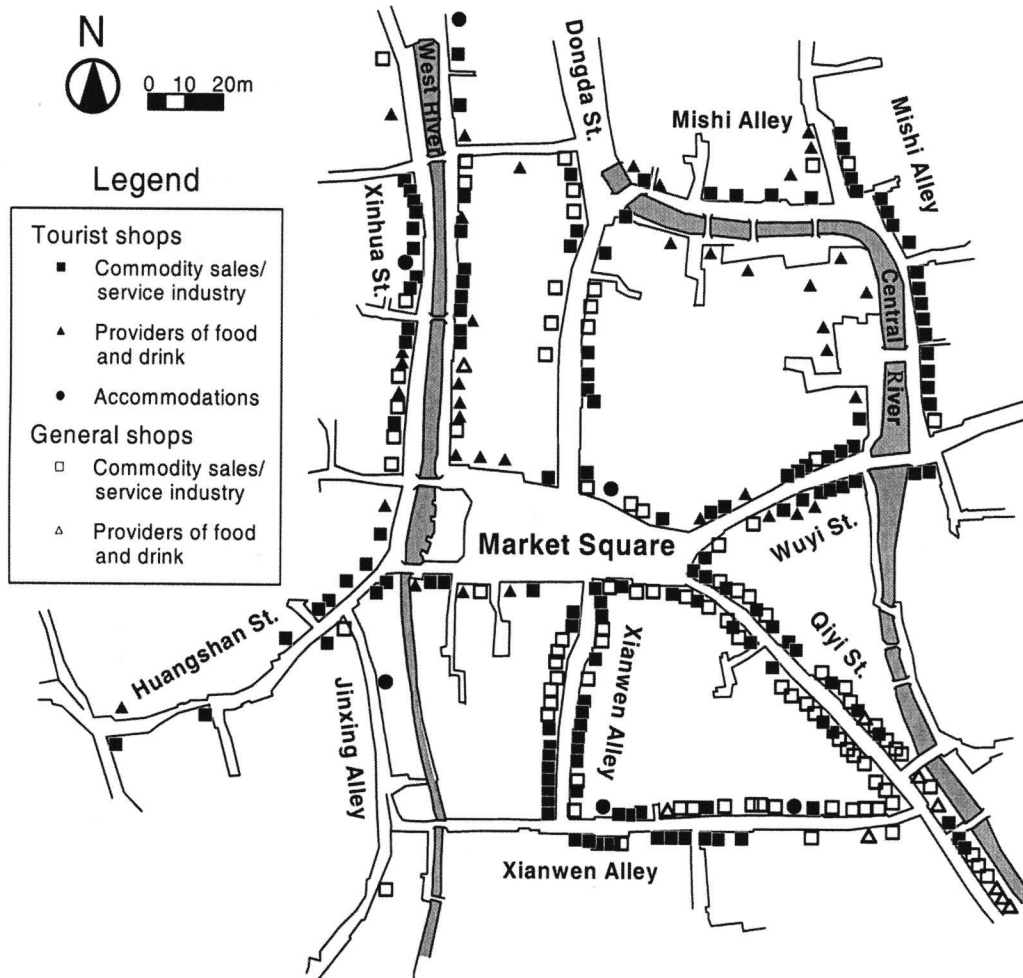 N
0 10 20m
Legend
Tourist shops
Commodity sales/
service industry
Providers of food
and drink
Accommodations
General shops
Commodity sales/
service industry
Providers of food
and drink
West River
Dongda St.
Mishi Alley
Mishi Alley
Xinhua St.
Central
River
Market Square
Wuyi St.
Qiyi St.
Huangshan St.
Jinxing Alley
Xianwen Alley
Xianwen Alley